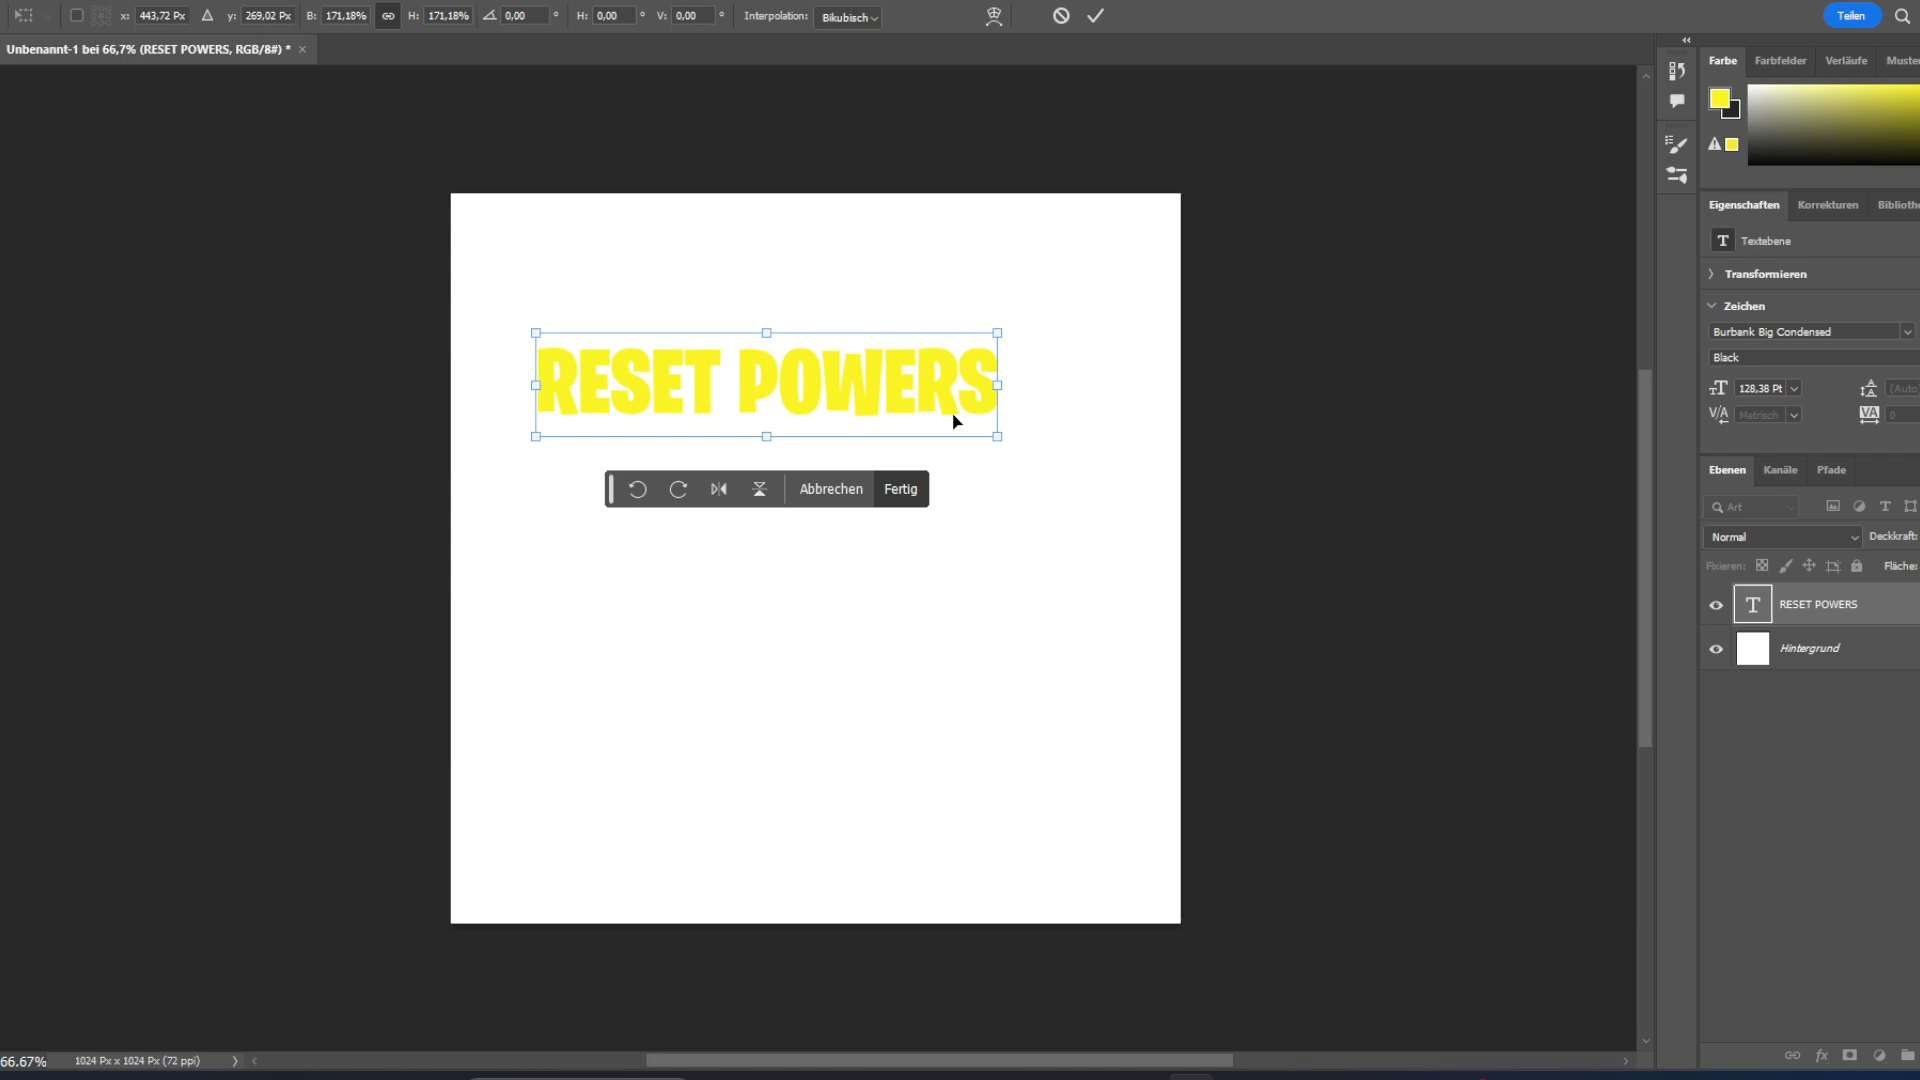 x: 443,72 Px y: 269,02 Px B: 171,18% H: 171,18% 0,00 ° H: 0,00 ° V: 0,00 ° Interpolation: Bikubisch Teilen
Unbenannt-1 bei 66,7% (RESET POWERS, RGB/8#) * ×
Farbe Farbfelder Verläufe Muster
Eigenschaften Korrekturen Biblioth
T Textebene
Transformieren
Zeichen
Burbank Big Condensed
Black
128,38 Pt (Auto)
Metrisch 0
RESET POWERS
Abbrechen Fertig
Ebenen Kanäle Pfade
Art
Normal Deckkraft:
Fixieren: Fläche:
T RESET POWERS
Hintergrund
fx
66.67% 1024 Px x 1024 Px (72 ppi)